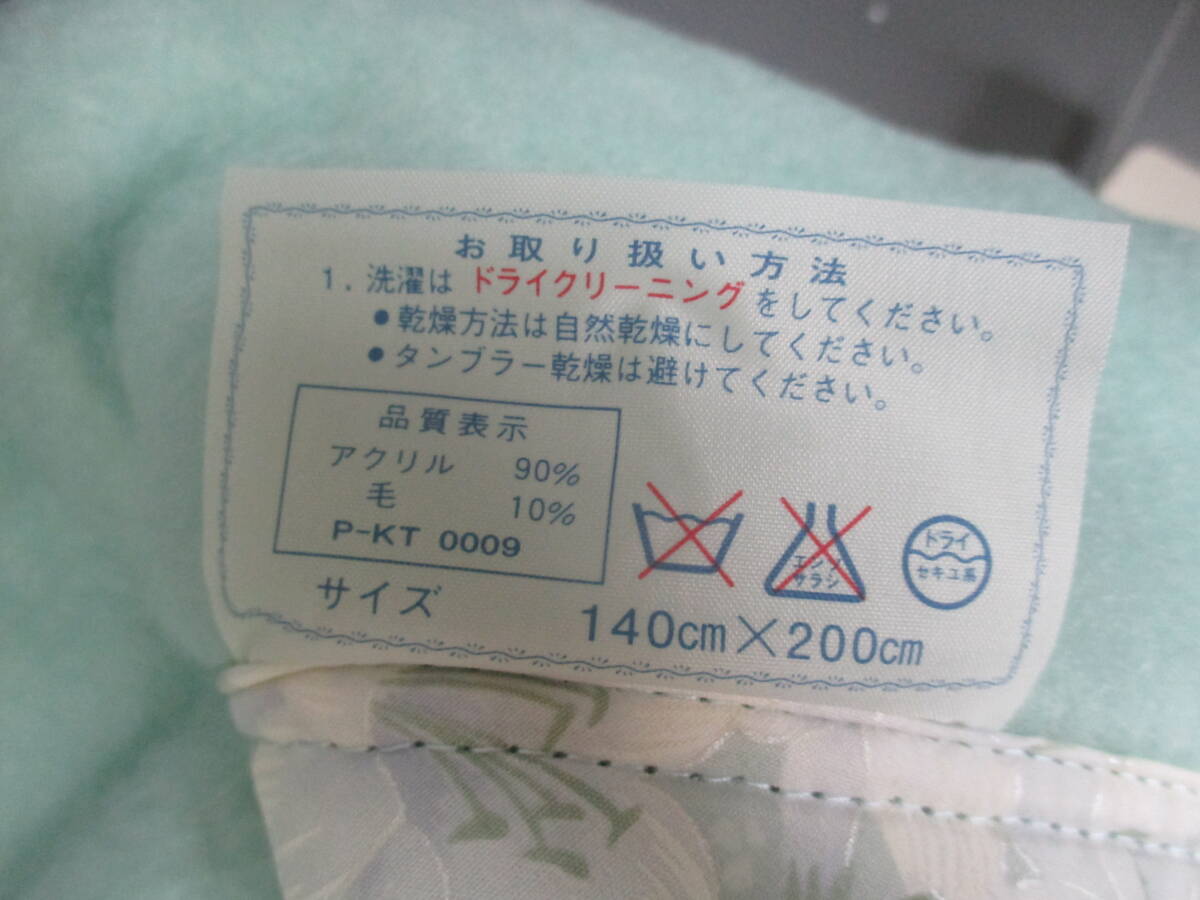 お取り扱い方法
1. 洗濯は ドライクリーニング をしてください。
● 乾燥方法は自然乾燥にしてください。
● タンブラー乾燥は避けてください。
品質表示
アクリル 90%
毛 10%
P-KT 0009
エンソ
サラシ
ドライ
セキユ系
サイズ 140cm×200cm